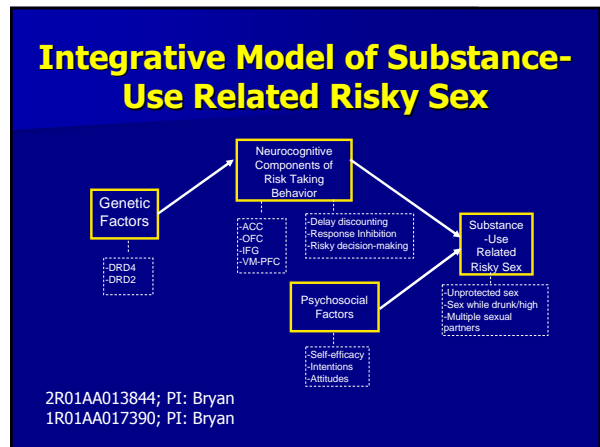 Integrative Model of Substance-
Use Related Risky Sex
Neurocognitive
Components of
Risk Taking
Behavior
Genetic
Factors
-ACC
-OFC
-IFG
-VM-PFC
-Delay discounting
-Response Inhibition
-Risky decision-making
Substance
-Use
Related
Risky Sex
-DRD4
-DRD2
Psychosocial
Factors
-Unprotected sex
-Sex while drunk/high
-Multiple sexual
partners
-Self-efficacy
-Intentions
-Attitudes
2R01AA013844; PI: Bryan
1R01AA017390; PI: Bryan